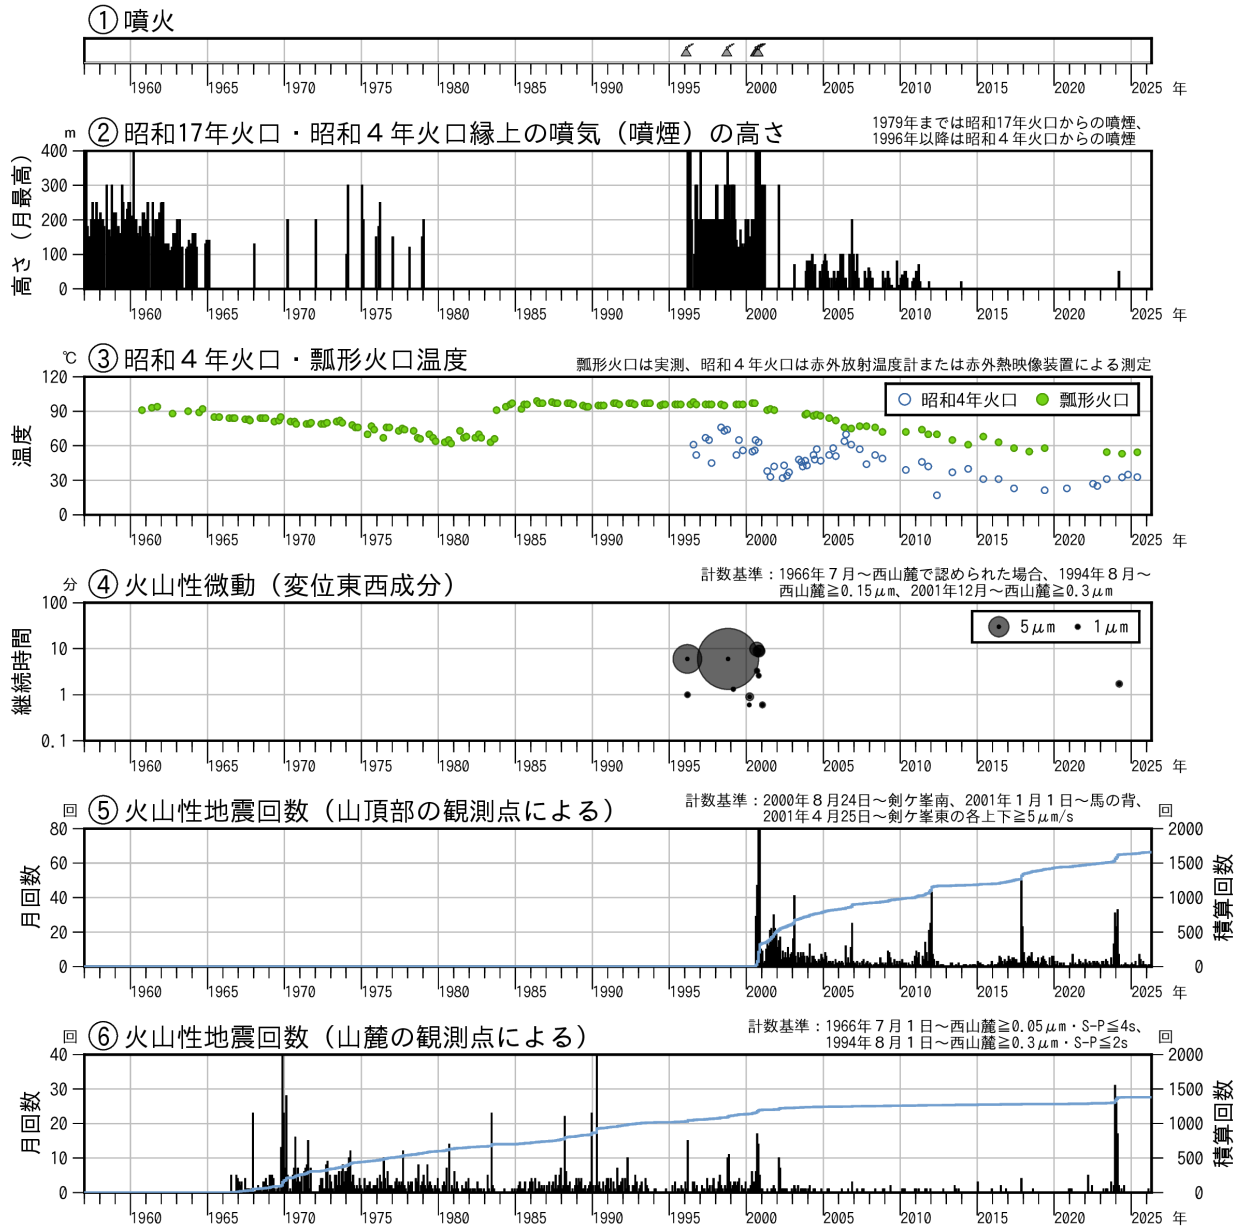 ①噴火
1960 1965 1970 1975 1980 1985 1990 1995 2000 2005 2010 2015 2020 2025 年
m ②昭和17年火口・昭和４年火口縁上の噴気（噴煙）の高さ
1979年までは昭和17年火口からの噴煙、
1996年以降は昭和４年火口からの噴煙
高さ（月最高）
400
300
200
100
0
1960 1965 1970 1975 1980 1985 1990 1995 2000 2005 2010 2015 2020 2025 年
℃ ③昭和４年火口・瓢形火口温度
瓢形火口は実測、昭和４年火口は赤外放射温度計または赤外熱映像装置による測定
温度
120
90
60
30
0
昭和4年火口 瓢形火口
1960 1965 1970 1975 1980 1985 1990 1995 2000 2005 2010 2015 2020 2025 年
分 ④火山性微動（変位東西成分）
計数基準：1966年７月～西山麓で認められた場合、1994年８月～
西山麓≧0.15μm、2001年12月～西山麓≧0.3μm
継続時間
100
10
1
0.1
5μm 1μm
1960 1965 1970 1975 1980 1985 1990 1995 2000 2005 2010 2015 2020 2025 年
回 ⑤火山性地震回数（山頂部の観測点による）
計数基準：2000年８月24日～剣ケ峯南、2001年１月１日～馬の背、
2001年４月25日～剣ケ峯東の各上下≧5μm/s
回
月回数
80
60
40
20
0
2000
1500
1000
500
0
積算回数
1960 1965 1970 1975 1980 1985 1990 1995 2000 2005 2010 2015 2020 2025 年
回 ⑥火山性地震回数（山麓の観測点による）
計数基準：1966年７月１日～西山麓≧0.05μm・S-P≦4s、
1994年８月１日～西山麓≧0.3μm・S-P≦2s
回
月回数
40
30
20
10
0
2000
1500
1000
500
0
積算回数
1960 1965 1970 1975 1980 1985 1990 1995 2000 2005 2010 2015 2020 2025 年